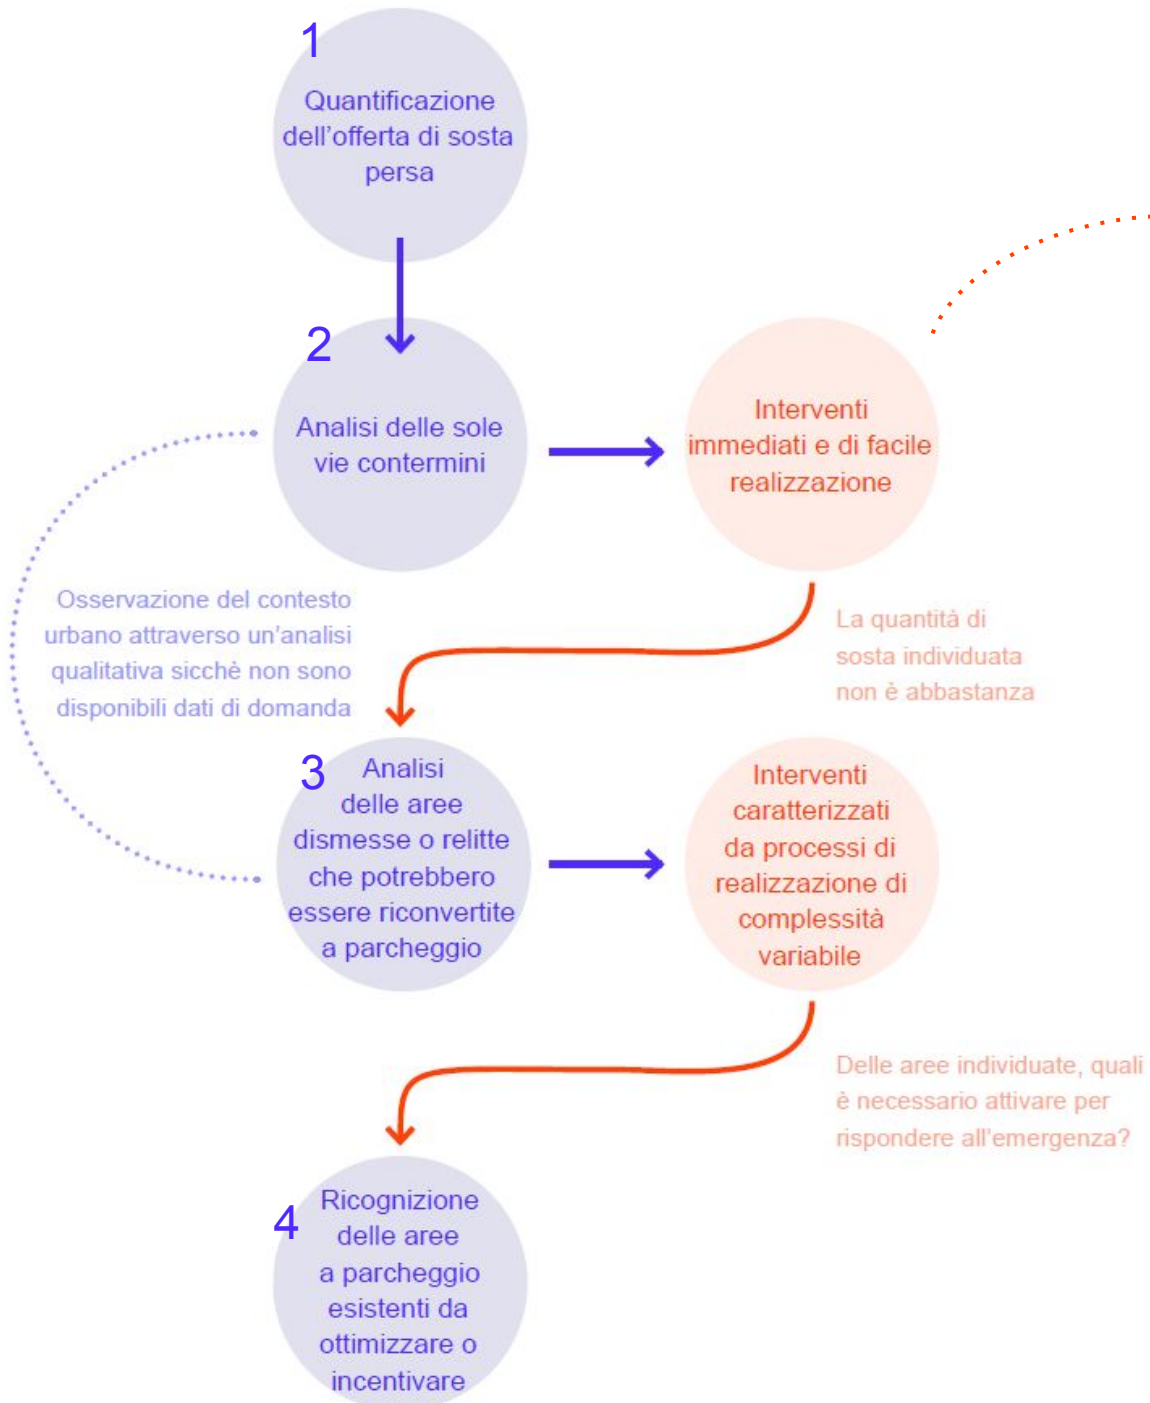 1
Quantificazione
dell'offerta di sosta
persa
2
Analisi delle sole
vie contermini
Interventi
immediati e di facile
realizzazione
Osservazione del contesto
urbano attraverso un'analisi
qualitativa sicchè non sono
disponibili dati di domanda
La quantità di
sosta individuata
non è abbastanza
3
Analisi
delle aree
dismesse o relitte
che potrebbero
essere riconvertite
a parcheggio
Interventi
caratterizzati
da processi di
realizzazione di
complessità
variabile
Delle aree individuate, quali
è necessario attivare per
rispondere all'emergenza?
4
Ricognizione
delle aree
a parcheggio
esistenti da
ottimizzare o
incentivare